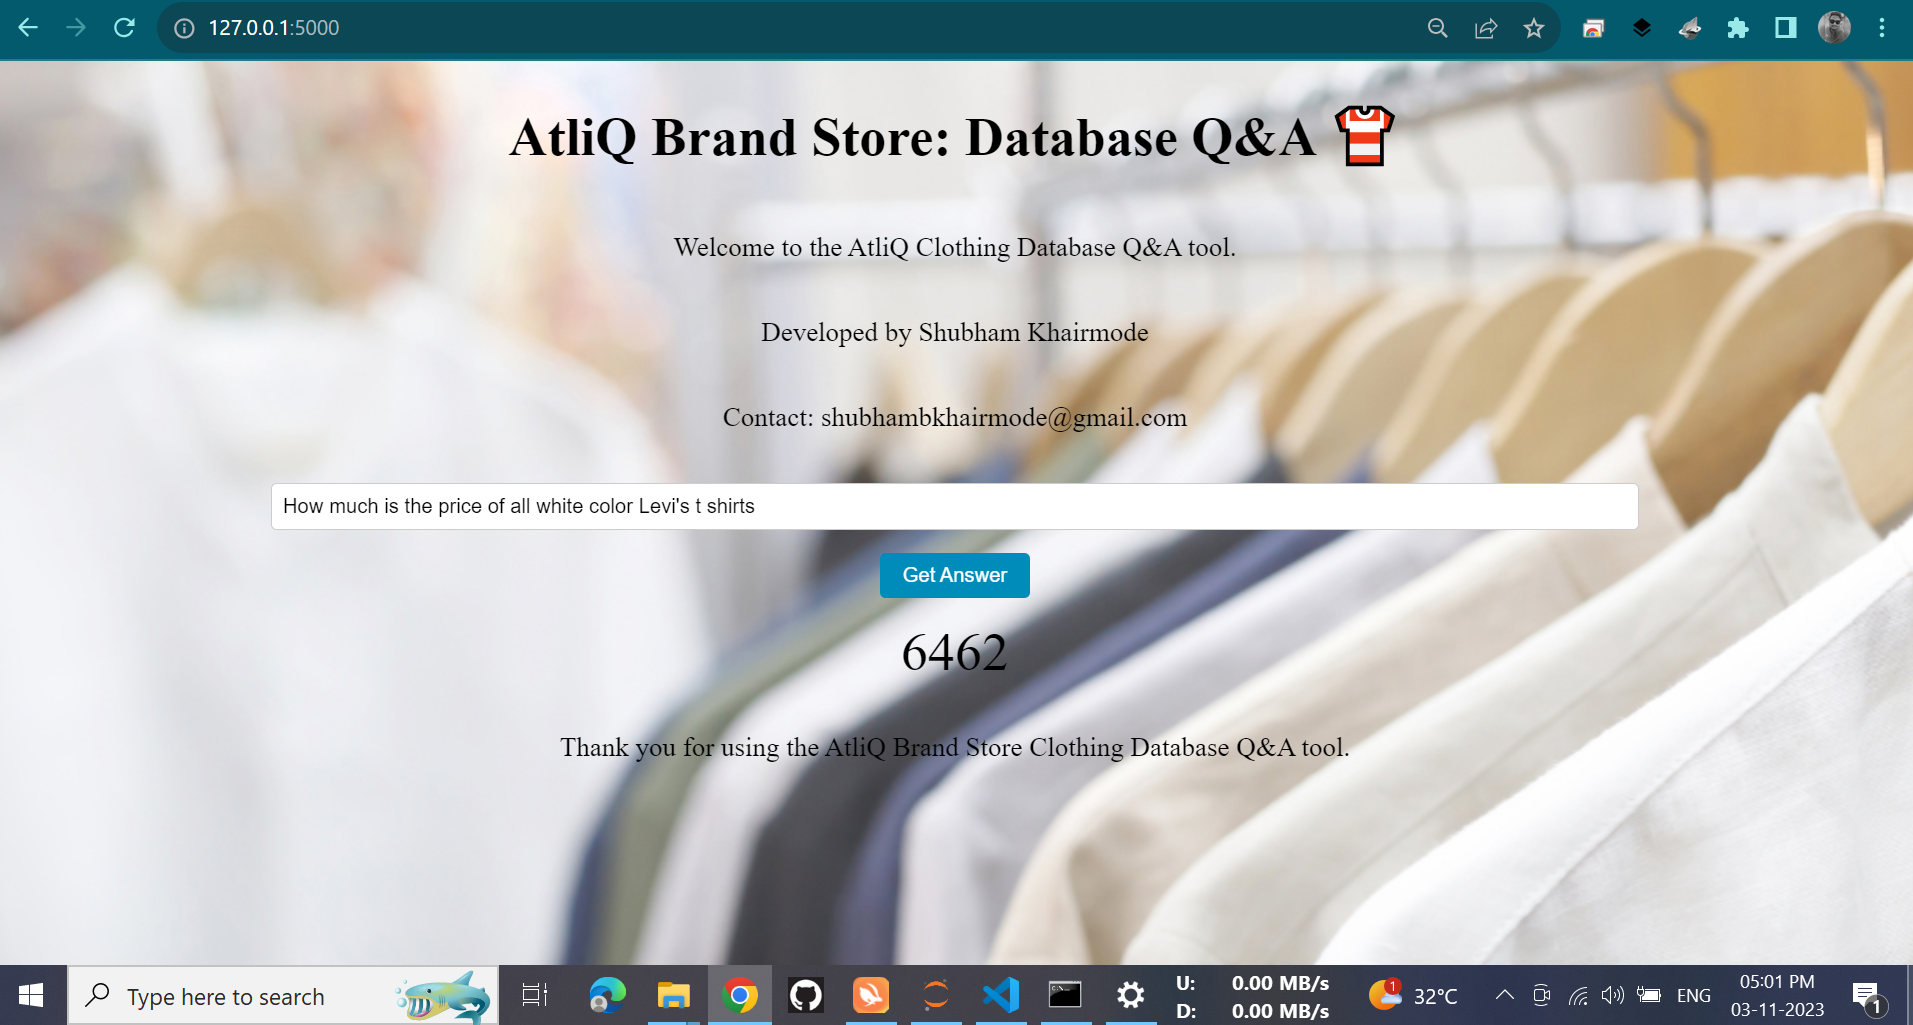 127.0.0.1:5000
AtliQ Brand Store: Database Q&A
Welcome to the AtliQ Clothing Database Q&A tool.
Developed by Shubham Khairmode
Contact: shubhambkhairmode@gmail.com
How much is the price of all white color Levi's t shirts
Get Answer
6462
Thank you for using the AtliQ Brand Store Clothing Database Q&A tool.
Type here to search
U: 0.00 MB/s
D: 0.00 MB/s
1
32°C
ENG
05:01 PM
03-11-2023
1